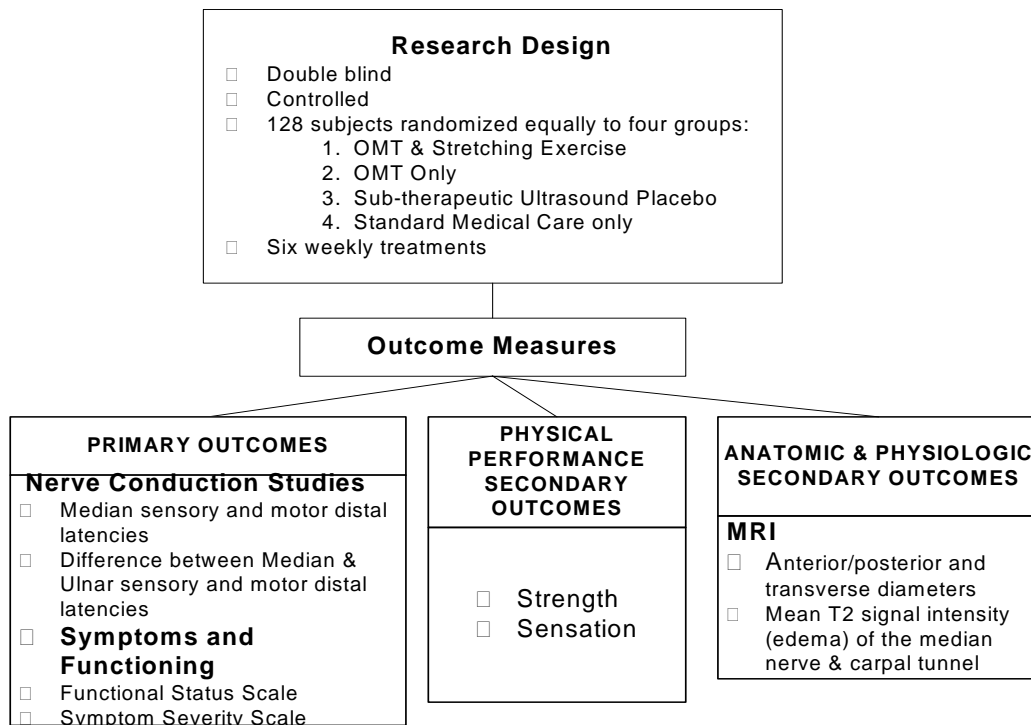 Research Design
□ Double blind
□ Controlled
□ 128 subjects randomized equally to four groups:
1. OMT & Stretching Exercise
2. OMT Only
3. Sub-therapeutic Ultrasound Placebo
4. Standard Medical Care only
□ Six weekly treatments
Outcome Measures
PRIMARY OUTCOMES
Nerve Conduction Studies
□ Median sensory and motor distal
latencies
□ Difference between Median &
Ulnar sensory and motor distal
latencies
□ Symptoms and
Functioning
□ Functional Status Scale
□ Symptom Severity Scale
PHYSICAL
PERFORMANCE
SECONDARY
OUTCOMES
□ Strength
□ Sensation
ANATOMIC & PHYSIOLOGIC
SECONDARY OUTCOMES
MRI
□ Anterior/posterior and
transverse diameters
□ Mean T2 signal intensity
(edema) of the median
nerve & carpal tunnel